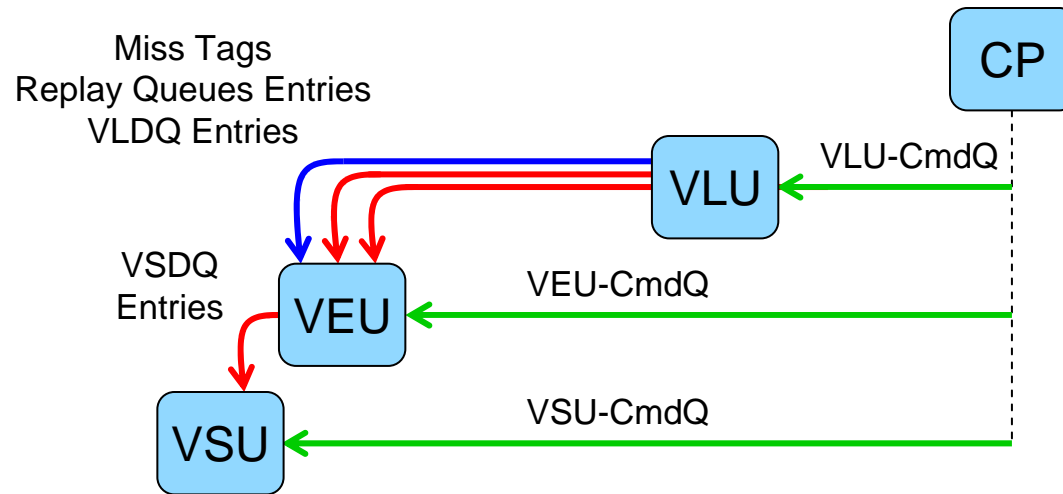 Miss Tags
Replay Queues Entries
VLDQ Entries
CP
VLU-CmdQ
VLU
VSDQ
Entries
VEU-CmdQ
VEU
VSU-CmdQ
VSU